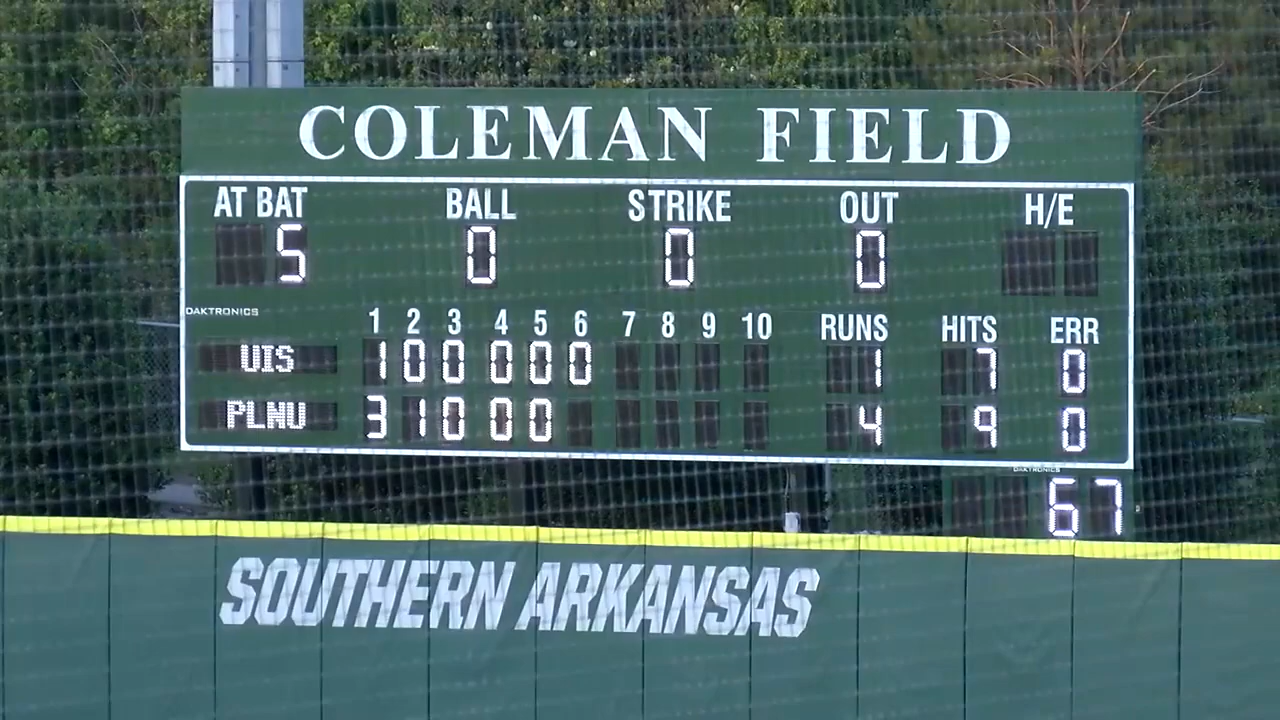 COLEMAN FIELD
AT BAT BALL STRIKE OUT H/E
5 0 0 0
DAKTRONICS
1 2 3 4 5 6 7 8 9 10 RUNS HITS ERR
VIS 1 0 0 0 0 0 1 7 0
PLNU 3 1 0 0 0 4 9 0
DAKTRONICS
67
SOUTHERN ARKANSAS